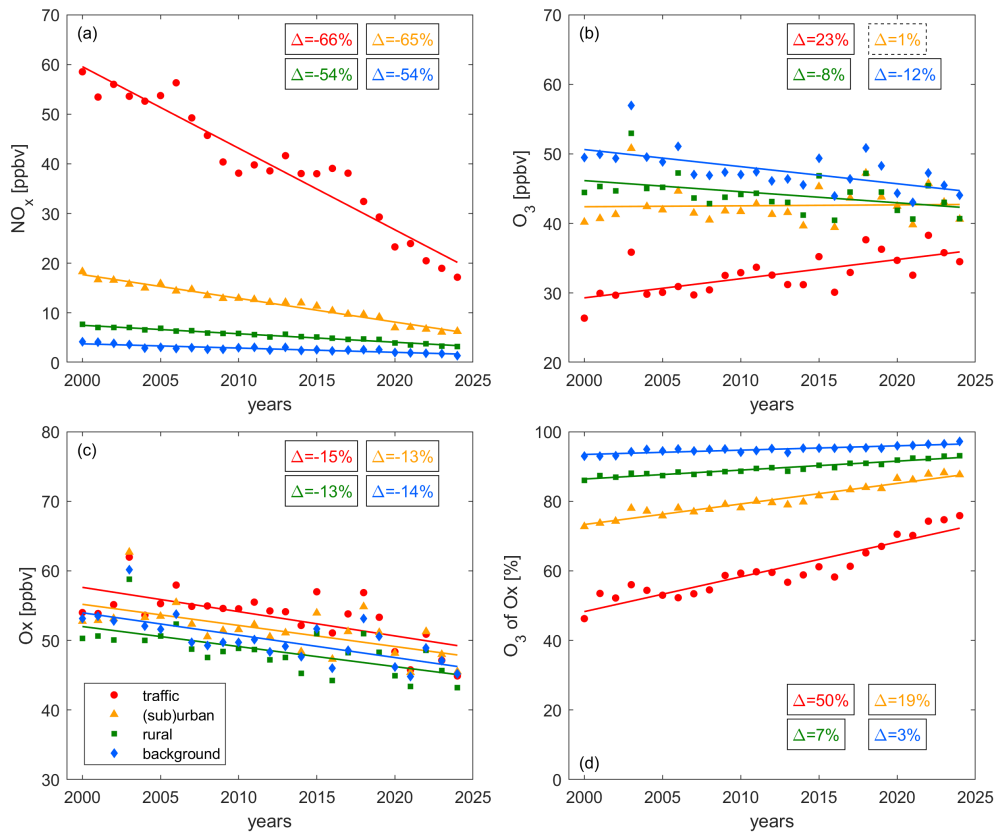 70
60
50
40
30
20
10
0
NOx [ppbv]
(a)
Δ=-66% Δ=-65%
Δ=-54% Δ=-54%
2000 2005 2010 2015 2020 2025
years
70
60
50
40
30
20
O3 [ppbv]
(b)
Δ=23% Δ=1%
Δ=-8% Δ=-12%
2000 2005 2010 2015 2020 2025
years
80
70
60
50
40
30
Ox [ppbv]
(c)
Δ=-15% Δ=-13%
Δ=-13% Δ=-14%
traffic
(sub)urban
rural
background
2000 2005 2010 2015 2020 2025
years
100
80
60
40
20
0
O3 of Ox [%]
Δ=50% Δ=19%
Δ=7% Δ=3%
(d)
2000 2005 2010 2015 2020 2025
years